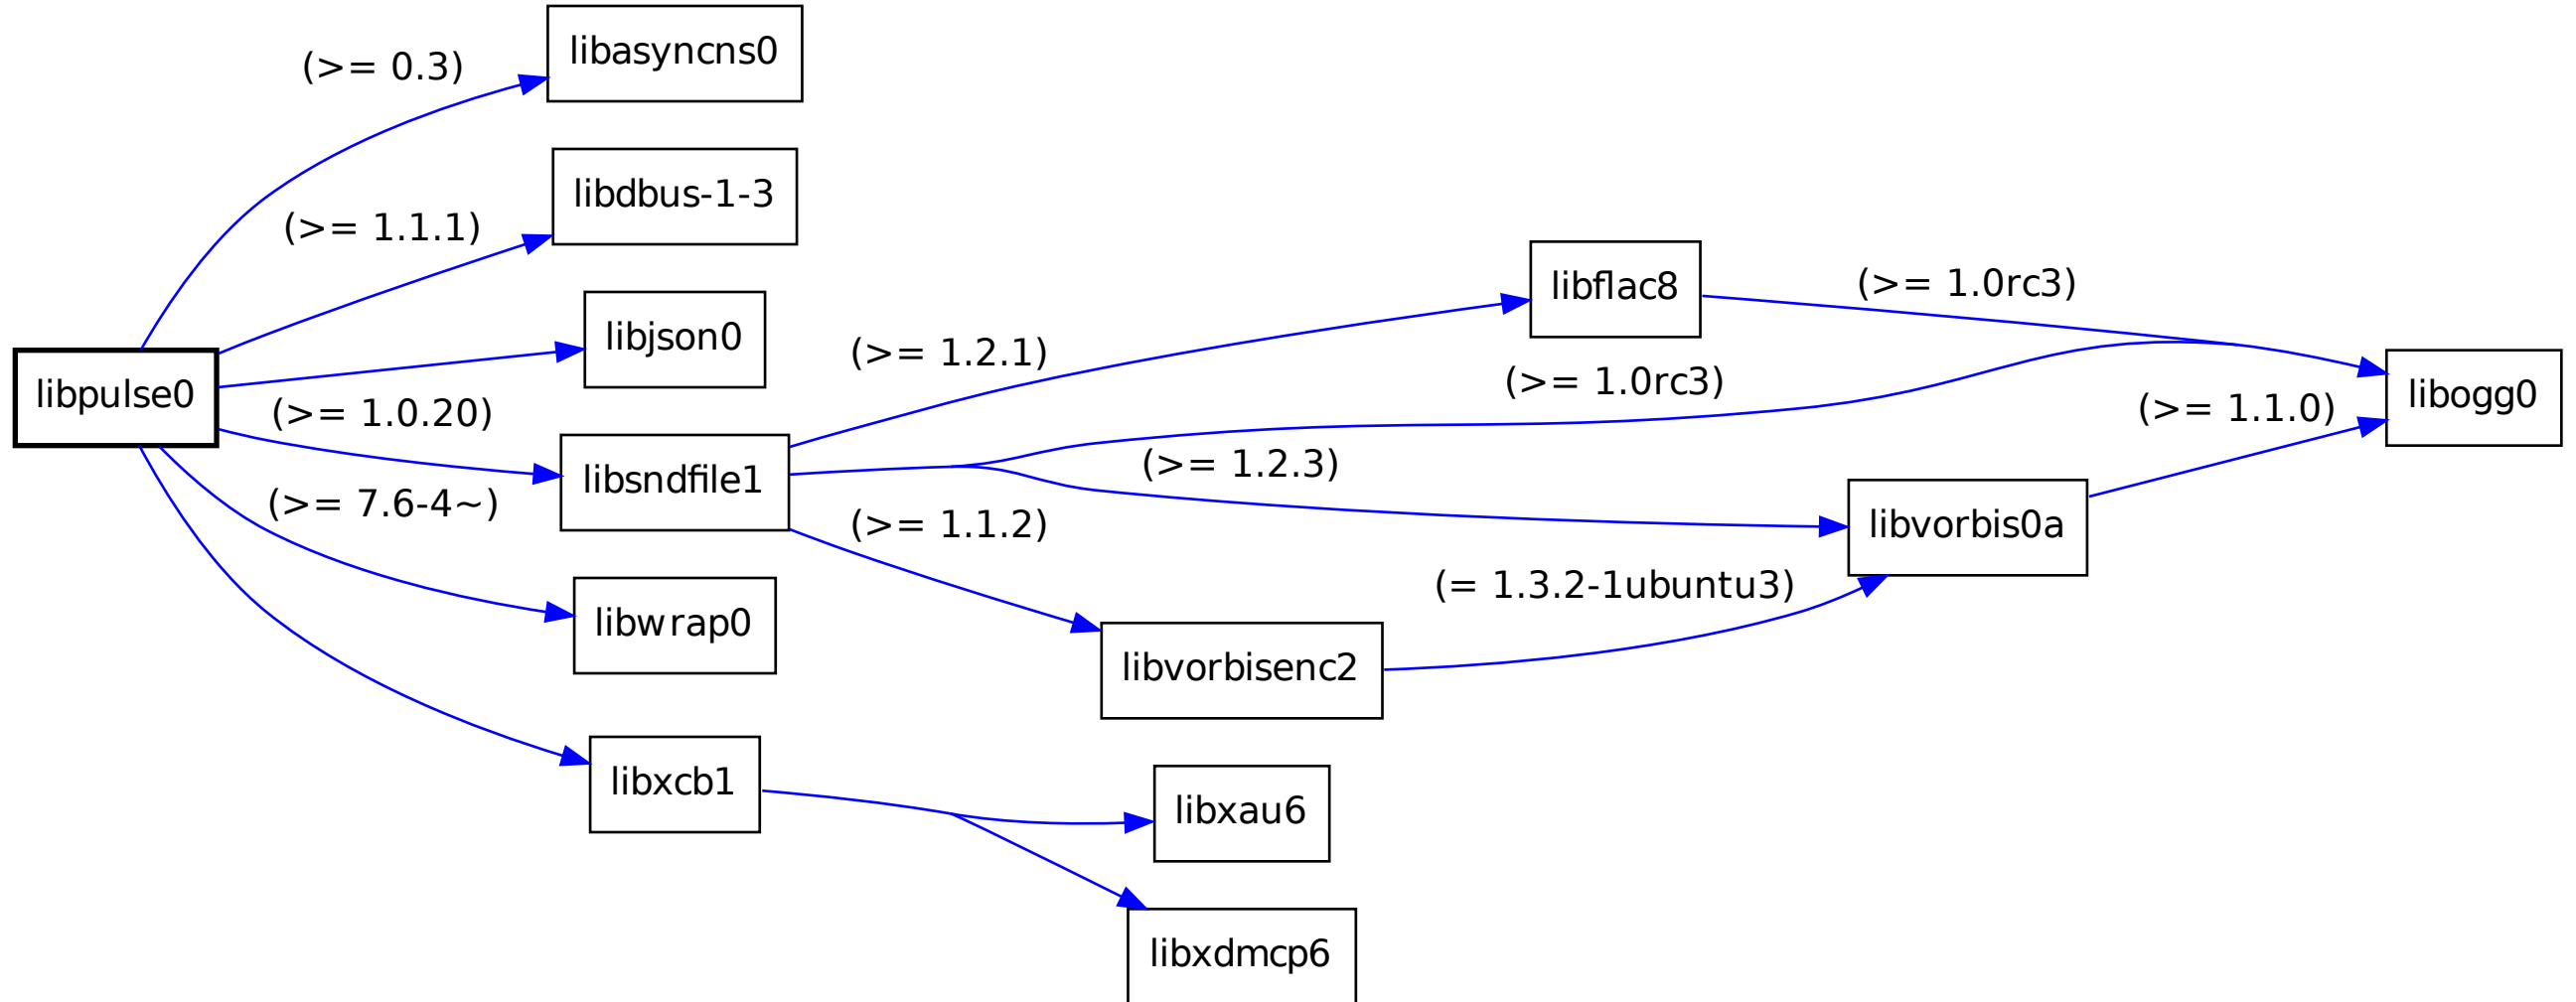 libasyncns0
(>= 0.3)
libdbus-1-3
(>= 1.1.1)
libflac8
(>= 1.0rc3)
libjson0
(>= 1.2.1)
(>= 1.0rc3)
libpulse0
libogg0
(>= 1.0.20)
(>= 1.1.0)
libsndfile1
(>= 1.2.3)
(>= 7.6-4~)
(>= 1.1.2)
libvorbis0a
(= 1.3.2-1ubuntu3)
libwrap0
libvorbisenc2
libxcb1
libxau6
libxdmcp6